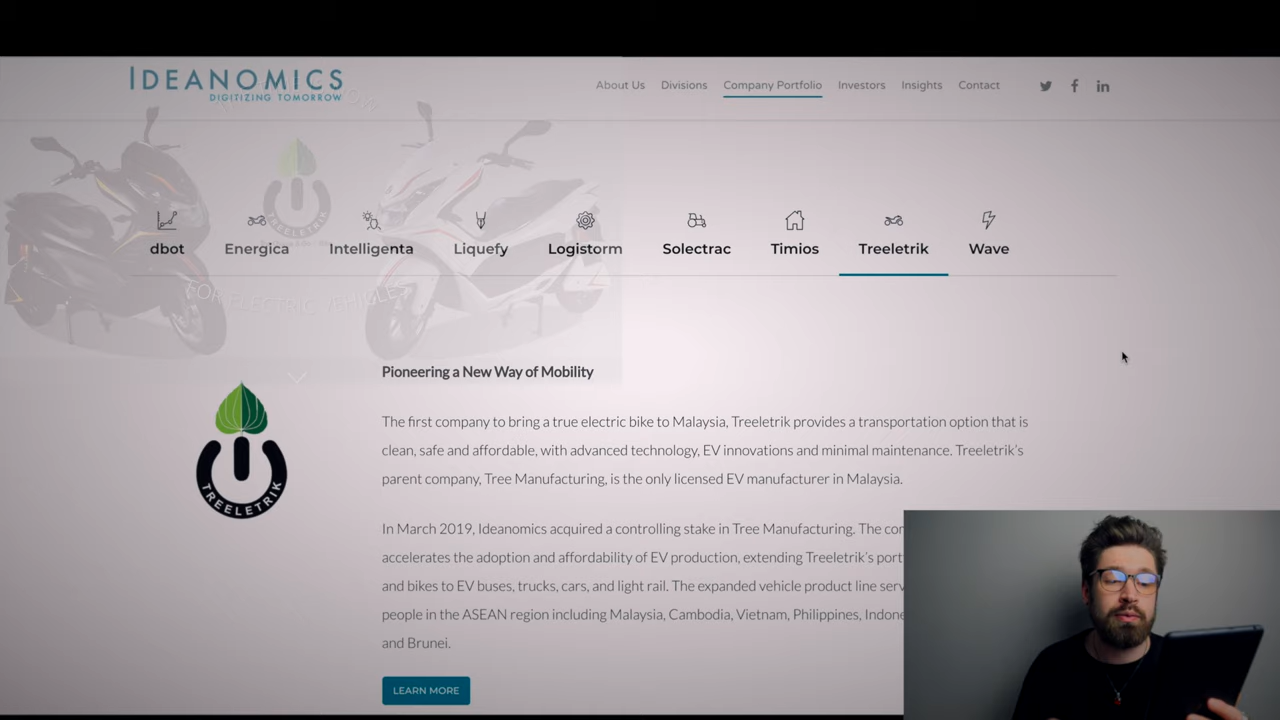 IDEANOMICS
DIGITIZING TOMORROW
About Us Divisions Company Portfolio Investors Insights Contact
dbot Energica Intelligenta Liquefy Logistorm Solectrac Timios Treeletrik Wave
FOR ELECTRIC VEHICLES
Pioneering a New Way of Mobility
The first company to bring a true electric bike to Malaysia, Treeletrik provides a transportation option that is
clean, safe and affordable, with advanced technology, EV innovations and minimal maintenance. Treeletrik’s
parent company, Tree Manufacturing, is the only licensed EV manufacturer in Malaysia.
TREELETRIK
In March 2019, Ideanomics acquired a controlling stake in Tree Manufacturing. The
accelerates the adoption and affordability of EV production, extending Treeletrik’s
and bikes to EV buses, trucks, cars, and light rail. The expanded vehicle product line
people in the ASEAN region including Malaysia, Cambodia, Vietnam, Philippines,
and Brunei.
LEARN MORE